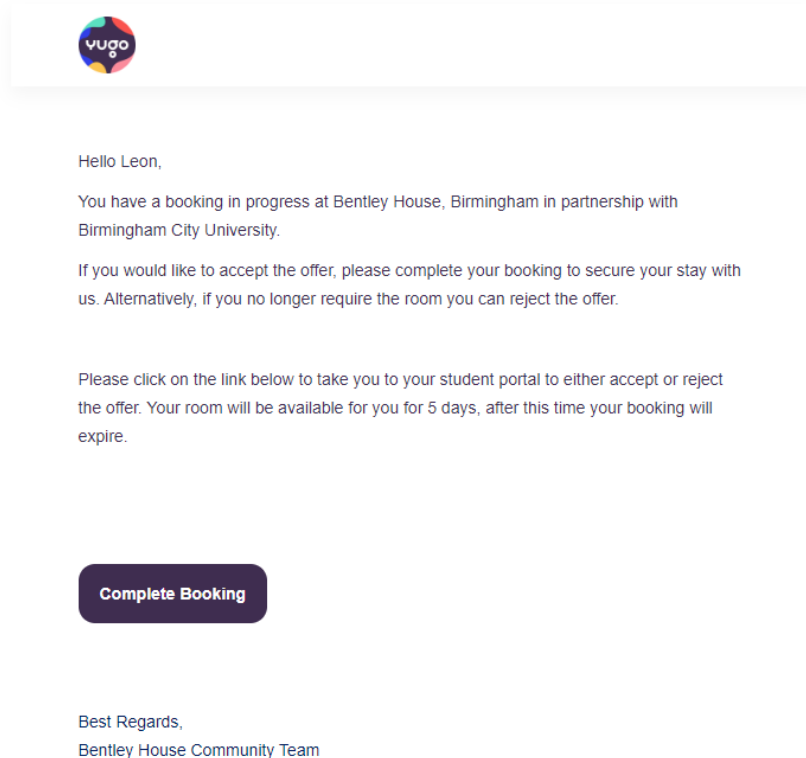 yugo
Hello Leon,
You have a booking in progress at Bentley House, Birmingham in partnership with
Birmingham City University.
If you would like to accept the offer, please complete your booking to secure your stay with
us. Alternatively, if you no longer require the room you can reject the offer.
Please click on the link below to take you to your student portal to either accept or reject
the offer. Your room will be available for you for 5 days, after this time your booking will
expire.
Complete Booking
Best Regards,
Bentley House Community Team